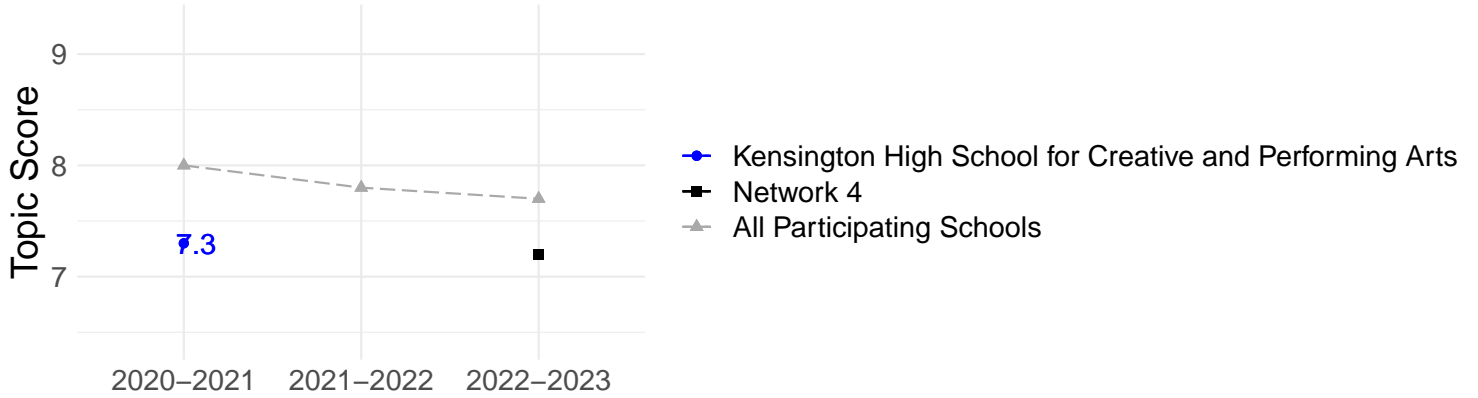 Topic Score
9
8
7
7.3
2020–2021 2021–2022 2022–2023
Kensington High School for Creative and Performing Arts
Network 4
All Participating Schools